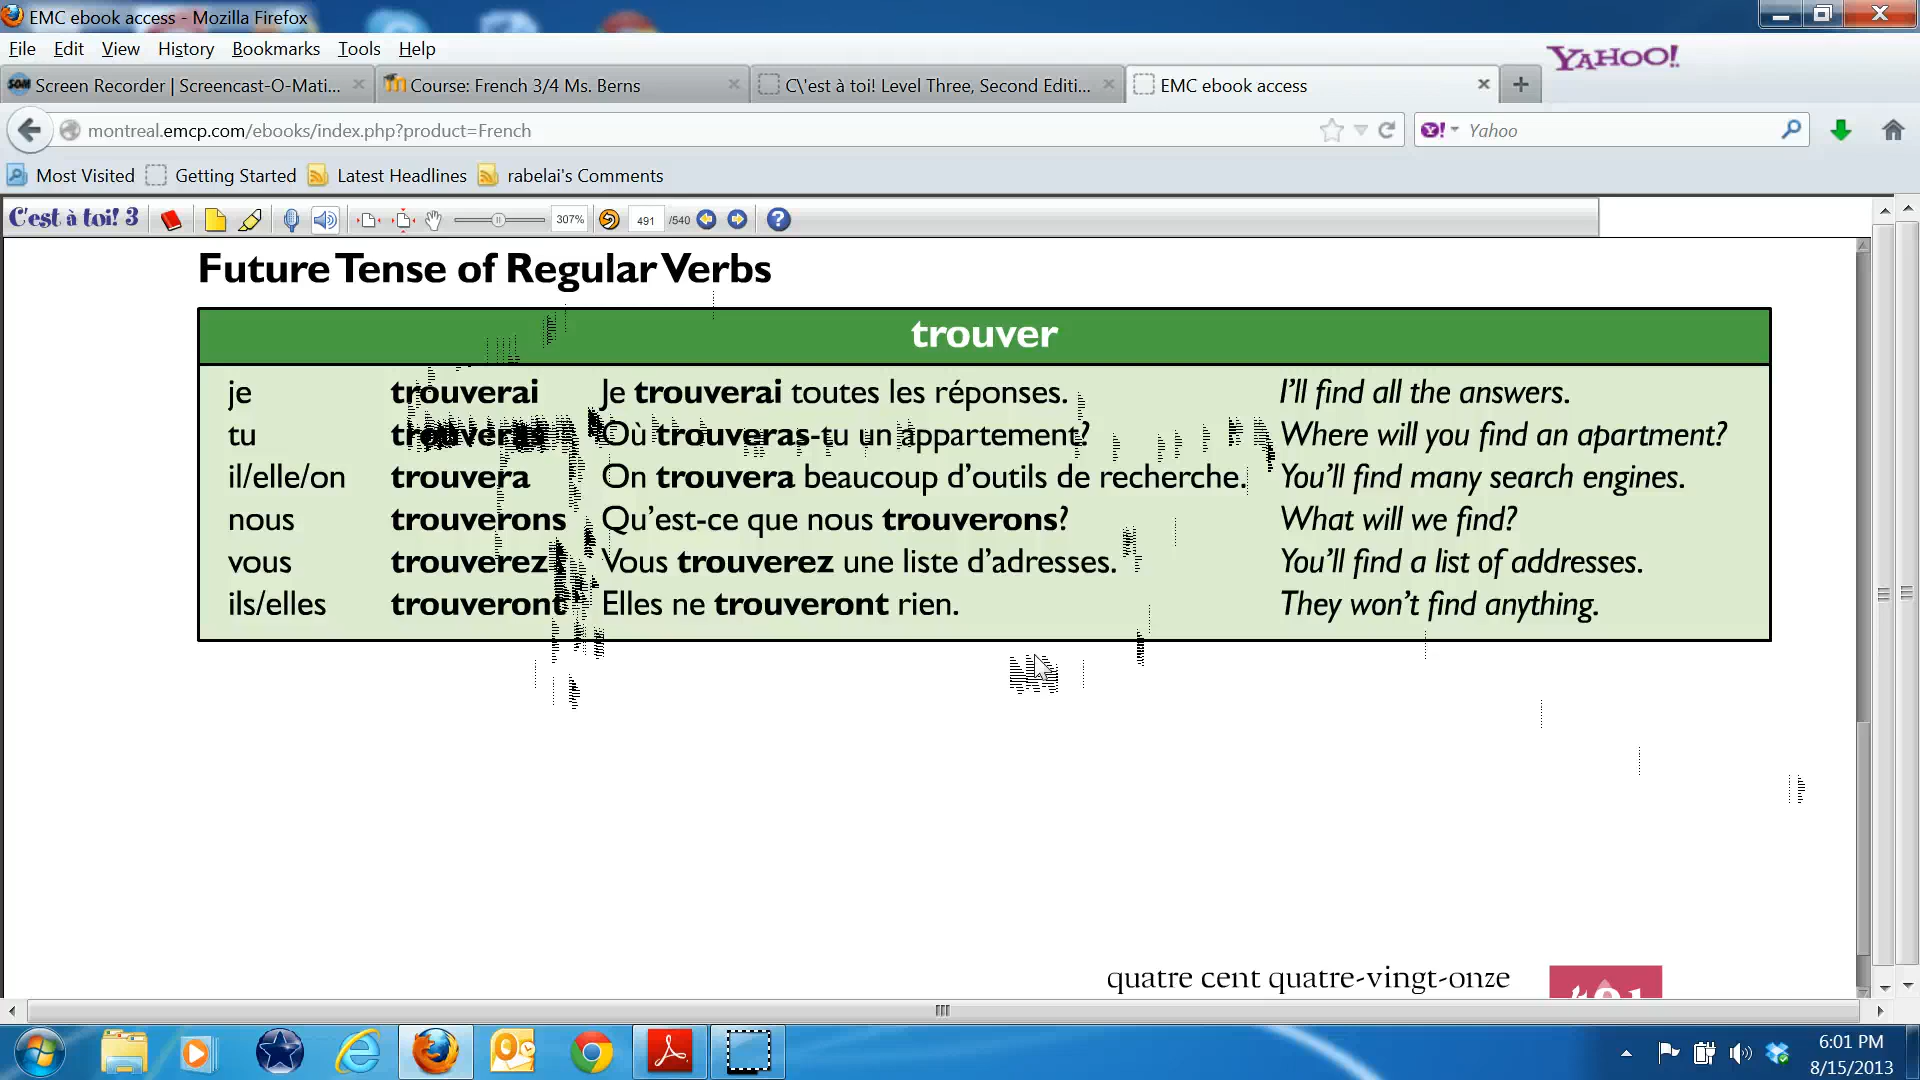 EMC ebook access - Mozilla Firefox
File Edit View History Bookmarks Tools Help
YAHOO!
Screen Recorder | Screencast-O-Mati... Course: French 3/4 Ms. Berns C\'est à toi! Level Three, Second Editi... EMC ebook access
montreal.emcp.com/ebooks/index.php?product=French Yahoo
Most Visited Getting Started Latest Headlines rabelai's Comments
C'est à toi! 3 307% 491 /540
Future Tense of Regular Verbs
trouver
je trouverai Je trouverai toutes les réponses. I'll find all the answers.
tu trouveras Où trouveras-tu un appartement? Where will you find an apartment?
il/elle/on trouvera On trouvera beaucoup d'outils de recherche. You'll find many search engines.
nous trouverons Qu'est-ce que nous trouverons? What will we find?
vous trouverez Vous trouverez une liste d'adresses. You'll find a list of addresses.
ils/elles trouveront Elles ne trouveront rien. They won't find anything.
quatre cent quatre-vingt-onze
6:01 PM
8/15/2013